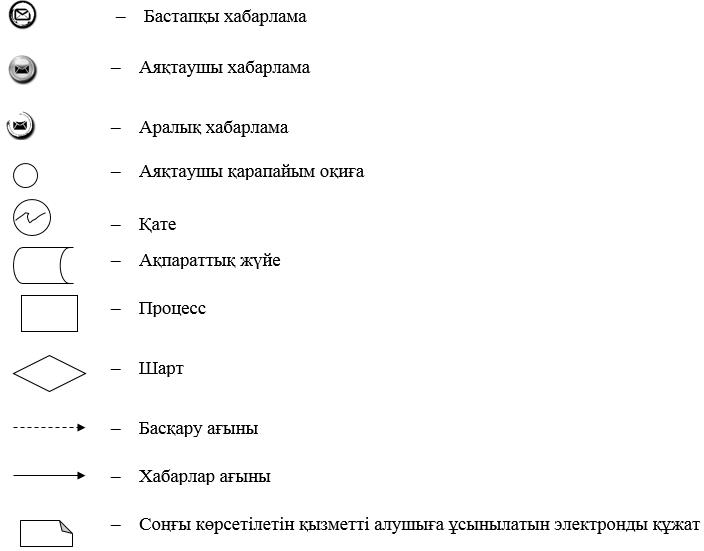 – Бастапқы хабарлама
– Аяқтаушы хабарлама
– Аралық хабарлама
– Аяқтаушы қарапайым оқиға
– Қате
– Ақпараттық жүйе
– Процесс
– Шарт
– Басқару ағыны
– Хабарлар ағыны
– Соңғы көрсетілетін қызметті алушыға ұсынылатын электронды құжат